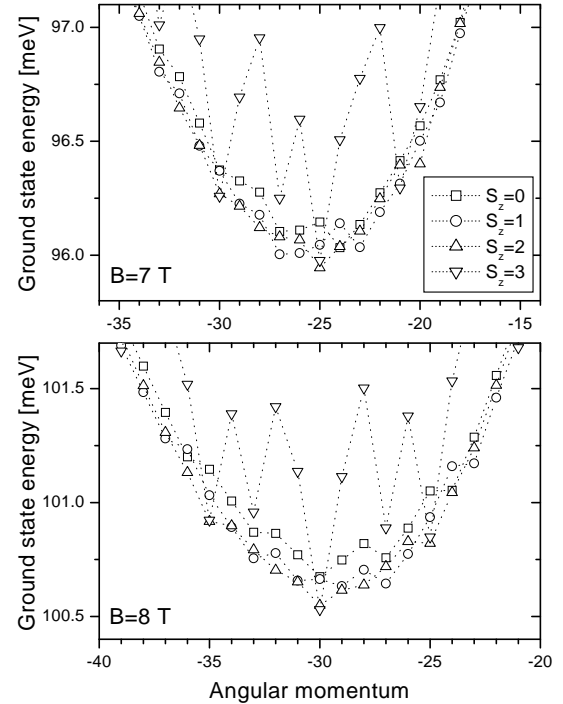 97.0
96.5
96.0
Ground state energy [meV]
B=7 T
S_z=0
S_z=1
S_z=2
S_z=3
-35 -30 -25 -20 -15
101.5
101.0
100.5
Ground state energy [meV]
B=8 T
-40 -35 -30 -25 -20
Angular momentum